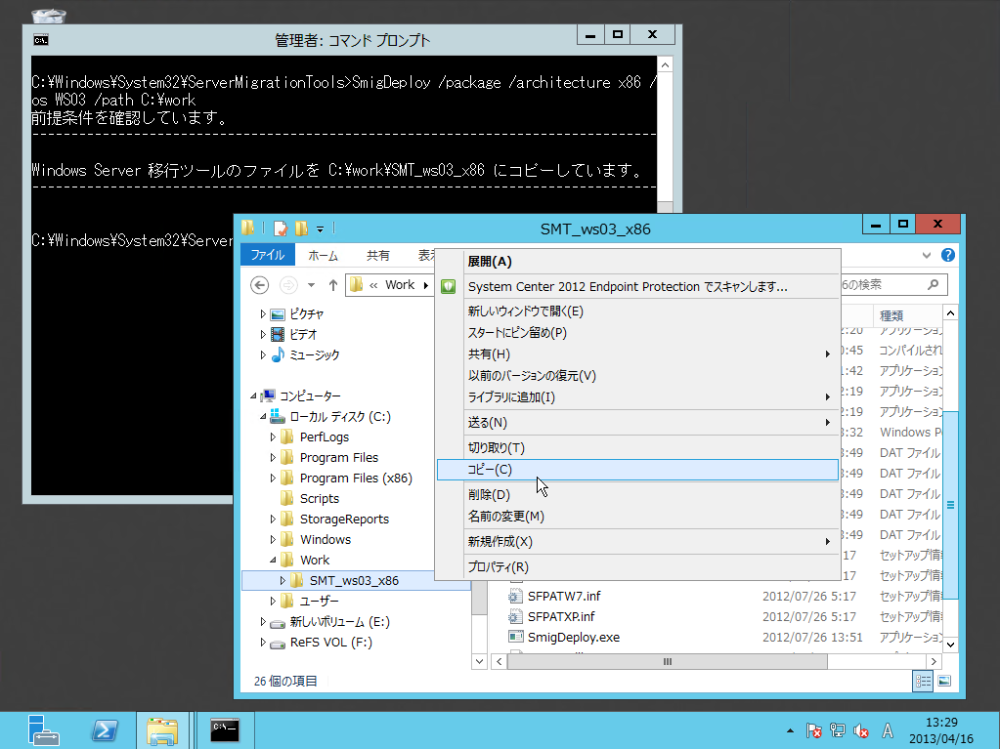 管理者: コマンド プロンプト
C:¥Windows¥System32¥ServerMigrationTools>SmigDeploy /package /architecture x86 /
os WS03 /path C:¥work
前提条件を確認しています。
Windows Server 移行ツールのファイルを C:¥work¥SMT_ws03_x86 にコピーしています。
C:¥Windows¥System32¥Server
SMT_ws03_x86
ファイル ホーム 共有
« Work
の検索
ピクチャ
ビデオ
ミュージック
コンピューター
ローカル ディスク (C:)
PerfLogs
Program Files
Program Files (x86)
Scripts
StorageReports
Windows
Work
SMT_ws03_x86
ユーザー
新しいボリューム (E:)
ReFS VOL (F:)
展開(A)
System Center 2012 Endpoint Protection でスキャンします...
新しいウィンドウで開く(E)
スタートにピン留め(P)
共有(H)
以前のバージョンの復元(V)
ライブラリに追加(I)
送る(N)
切り取り(T)
コピー(C)
削除(D)
名前の変更(M)
新規作成(X)
プロパティ(R)
種類
2:20 アプリケーション
0:45 コンパイルされ
1:42 アプリケーション
2:19 アプリケーション
2:19 アプリケーション
3:32 Windows P
3:49 DAT ファイル
3:49 DAT ファイル
3:49 DAT ファイル
3:49 DAT ファイル
3:49 DAT ファイル
:17 セットアップ情
:17 セットアップ情
SFPATW7.inf 2012/07/26 5:17 セットアップ情
SFPATXP.inf 2012/07/26 5:17 セットアップ情
SmigDeploy.exe 2012/07/26 13:51 アプリケーション
26 個の項目
A
13:29
2013/04/16